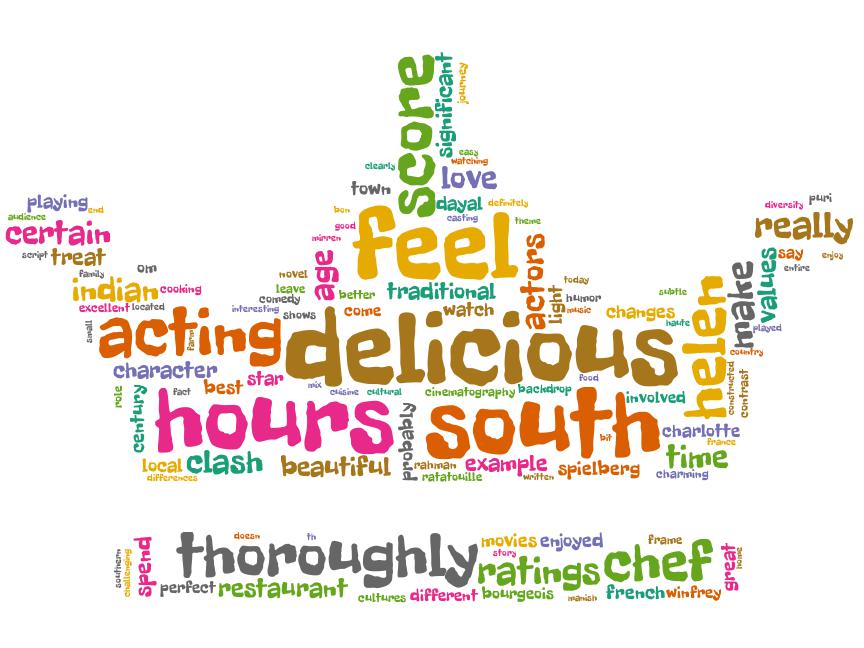 score
significant
journey
easy
watching
clearly
love
town
dayal
definitely
casting
theme
bon
good
mirren
feel
age
actors
playing
end
audience
certain
script
treat
family
om
indian
cooking
excellent
located
small
diversity
puri
really
values
say
enjoy
entire
novel
leave
comedy
better
traditional
light
today
humor
music
subtle
changes
haute
helen
make
played
country
interesting
shows
come
watch
acting
farm
delicious
character
star
best
role
century
fact
mix
cuisine
cultural
cinematography
backdrop
food
involved
constructed
contrast
hours
probably
south
bit
charlotte
france
time
charming
local
clash
differences
beautiful
rahman
ratatouille
example
written
spielberg
southern
challenging
spend
doesn
th
thoroughly
movies
enjoyed
story
frame
ratings
chef
great
home
perfect
restaurant
cultures
different
bourgeois
manish
french
winfrey